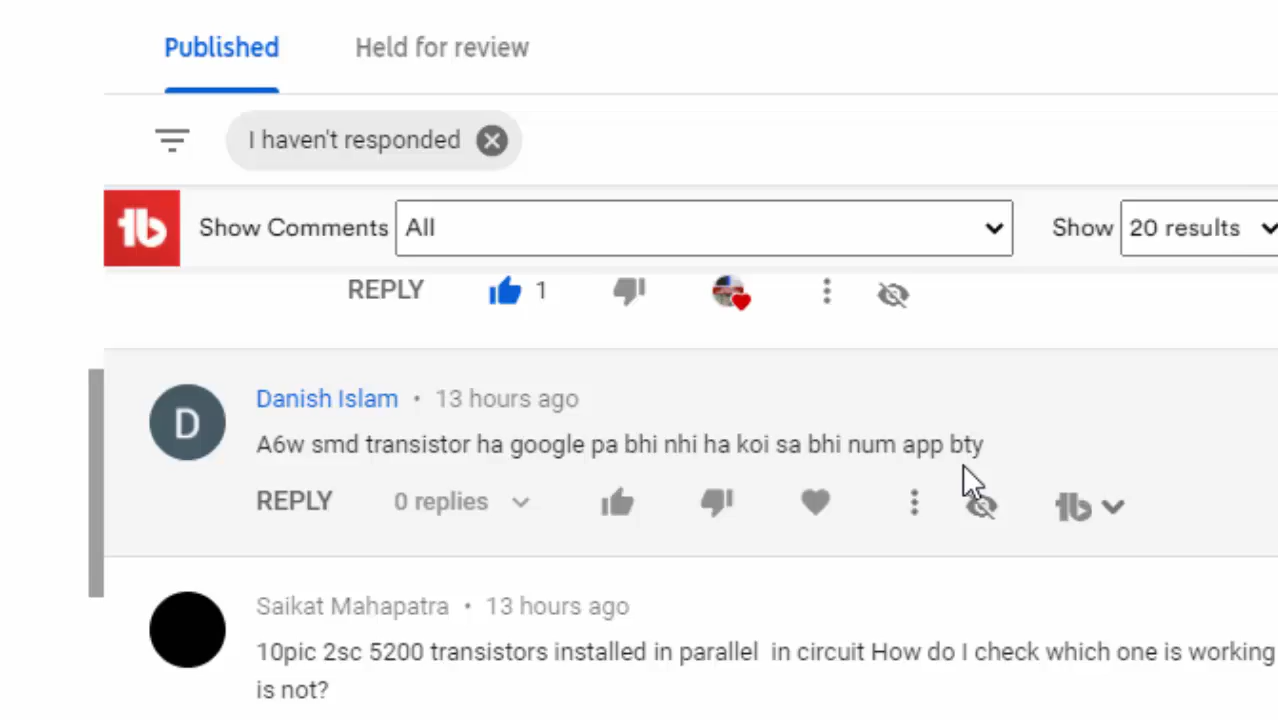 Published Held for review
I haven't responded
tb Show Comments All Show 20 results
REPLY 1
D Danish Islam • 13 hours ago
A6w smd transistor ha google pa bhi nhi ha koi sa bhi num app bty
REPLY 0 replies tb
Saikat Mahapatra • 13 hours ago
10pic 2sc 5200 transistors installed in parallel in circuit How do I check which one is working
is not?